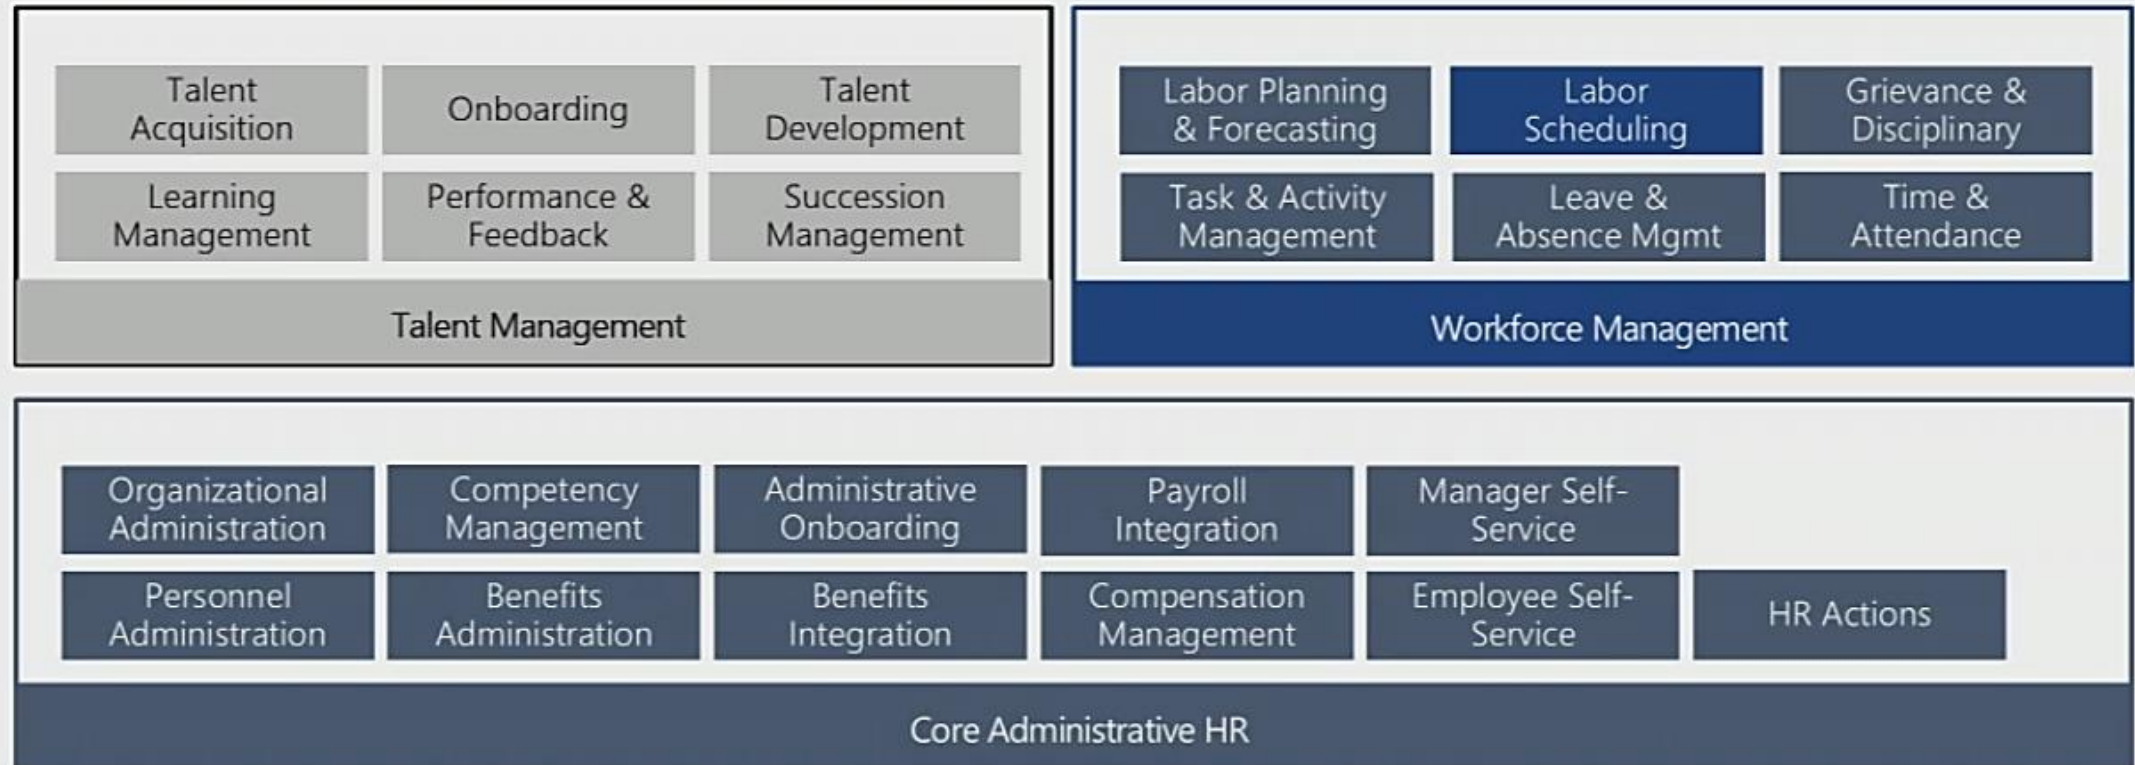 Talent
Acquisition
Onboarding
Talent
Development
Learning
Management
Performance &
Feedback
Succession
Management
Talent Management
Labor Planning
& Forecasting
Labor
Scheduling
Grievance &
Disciplinary
Task & Activity
Management
Leave &
Absence Mgmt
Time &
Attendance
Workforce Management
Organizational
Administration
Competency
Management
Administrative
Onboarding
Payroll
Integration
Manager Self-
Service
Personnel
Administration
Benefits
Administration
Benefits
Integration
Compensation
Management
Employee Self-
Service
HR Actions
Core Administrative HR